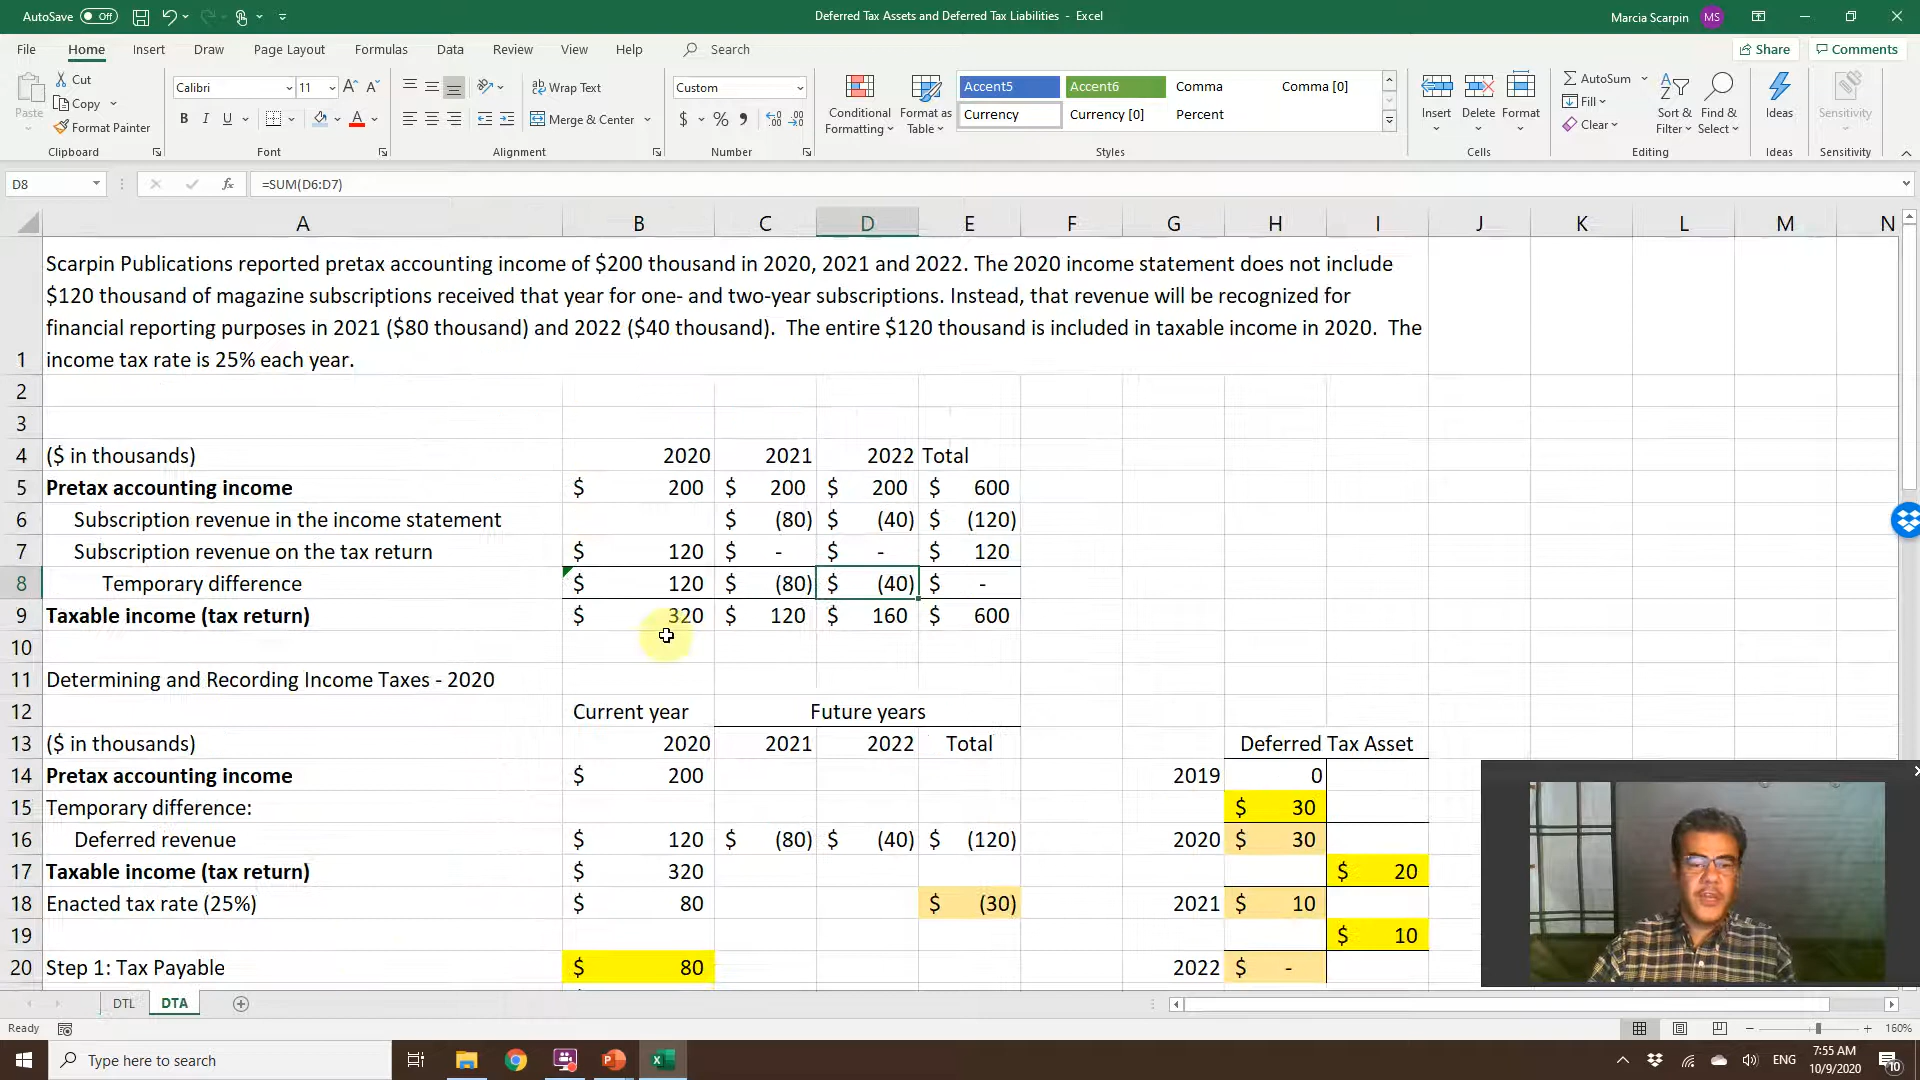 AutoSave Off
Deferred Tax Assets and Deferred Tax Liabilities - Excel
Marcia Scarpin MS
File Home Insert Draw Page Layout Formulas Data Review View Help Search
Share Comments
Paste
Cut
Copy
Format Painter
Clipboard
Calibri 11
B I U
Font
Wrap Text
Merge & Center
Alignment
Custom
$ % ,
Number
Conditional Formatting
Format as Table
Accent5 Accent6 Comma Comma [0]
Currency Currency [0] Percent
Styles
Insert Delete Format
Cells
AutoSum
Fill
Clear
Sort & Filter
Find & Select
Editing
Ideas
Ideas
Sensitivity
Sensitivity
D8 fx =SUM(D6:D7)
A B C D E F G H I J K L M N
Scarpin Publications reported pretax accounting income of $200 thousand in 2020, 2021 and 2022. The 2020 income statement does not include
$120 thousand of magazine subscriptions received that year for one- and two-year subscriptions. Instead, that revenue will be recognized for
financial reporting purposes in 2021 ($80 thousand) and 2022 ($40 thousand). The entire $120 thousand is included in taxable income in 2020. The
1 income tax rate is 25% each year.
2
3
4 ($ in thousands) 2020 2021 2022 Total
5 Pretax accounting income $ 200 $ 200 $ 200 $ 600
6 Subscription revenue in the income statement $ (80) $ (40) $ (120)
7 Subscription revenue on the tax return $ 120 $ - $ - $ 120
8 Temporary difference $ 120 $ (80) $ (40) $ -
9 Taxable income (tax return) $ 320 $ 120 $ 160 $ 600
10
11 Determining and Recording Income Taxes - 2020
12 Current year Future years
13 ($ in thousands) 2020 2021 2022 Total Deferred Tax Asset
14 Pretax accounting income $ 200 2019 0
15 Temporary difference: $ 30
16 Deferred revenue $ 120 $ (80) $ (40) $ (120) 2020 $ 30
17 Taxable income (tax return) $ 320 $ 20
18 Enacted tax rate (25%) $ 80 $ (30) 2021 $ 10
19 $ 10
20 Step 1: Tax Payable $ 80 2022 $ -
DTL DTA
Ready
160%
Type here to search
ENG
7:55 AM
10/9/2020
10